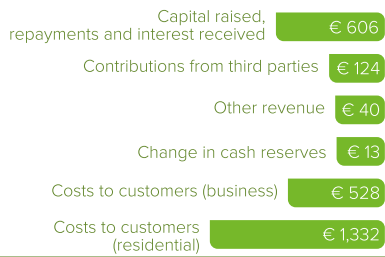 Capital raised,
repayments and interest received
€ 606
Contributions from third parties
€ 124
Other revenue
€ 40
Change in cash reserves
€ 13
Costs to customers (business)
€ 528
Costs to customers
(residential)
€ 1,332